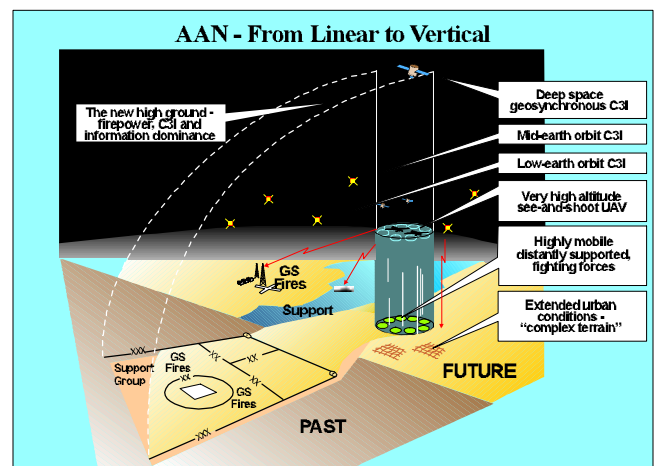 AAN - From Linear to Vertical
The new high ground -
firepower, C3I and
information dominance
Deep space
geosynchronous C3I
Mid-earth orbit C3I
Low-earth orbit C3I
Very high altitude
see-and-shoot UAV
Highly mobile
distantly supported,
fighting forces
Extended urban
conditions -
“complex terrain”
GS
Fires
Support
FUTURE
XXX
Support
Group
GS
Fires
XX
XX
XX
XX
GS
Fires
XXX
PAST